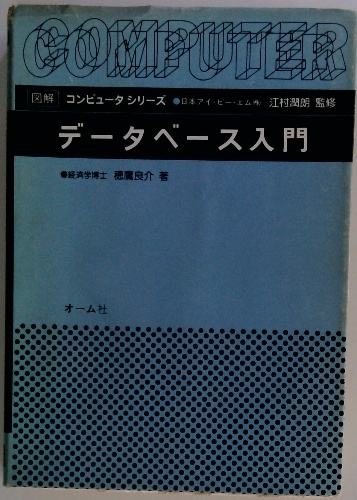 COMPUTER
図解 コンピュータシリーズ ●日本アイ・ビー・エム㈱ 江村潤朗 監修
データベース入門
●経済学博士 穂鷹良介 著
オーム社